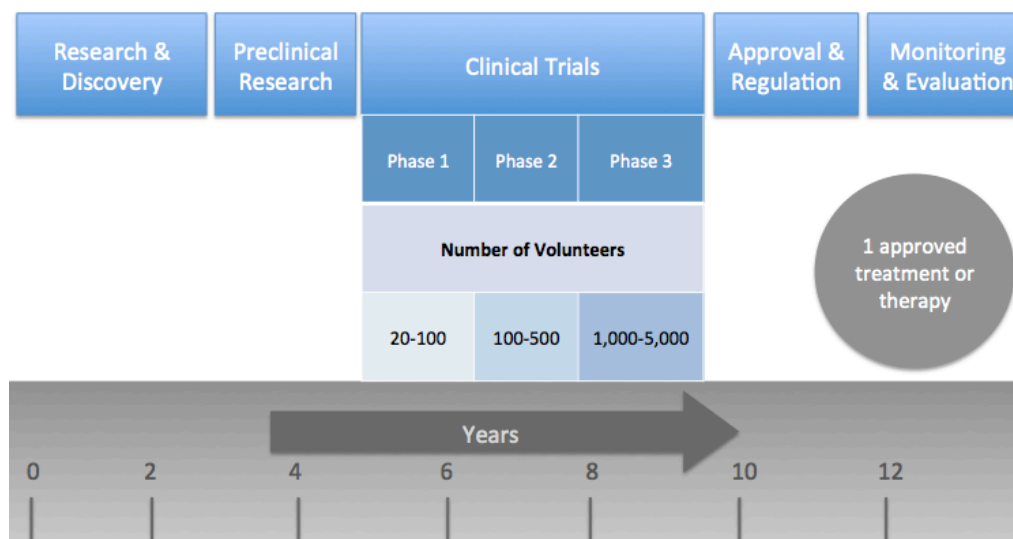 Research &
Discovery
Preclinical
Research
Clinical Trials
Approval &
Regulation
Monitoring
& Evaluation
Phase 1
Phase 2
Phase 3
Number of Volunteers
20-100
100-500
1,000-5,000
1 approved
treatment or
therapy
Years
0
2
4
6
8
10
12